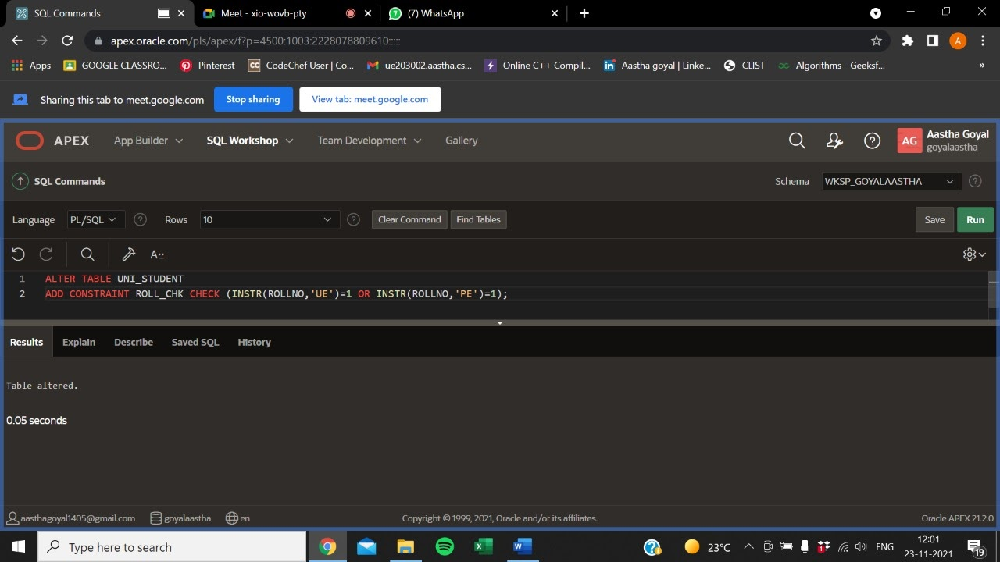 SQL Commands
Meet - xio-wovb-pty
(7) WhatsApp
apex.oracle.com/pls/apex/f?p=4500:1003:2228078809610:::::
A
Apps
GOOGLE CLASSRO...
Pinterest
CC
CodeChef User | Co...
ue203002.aastha.cs...
Online C++ Compil...
in
Aastha goyal | Linke...
CLIST
Algorithms - Geeksf...
»
Sharing this tab to meet.google.com
Stop sharing
View tab: meet.google.com
APEX
App Builder
SQL Workshop
Team Development
Gallery
AG
Aastha Goyal
goyalaastha
SQL Commands
Schema
WKSP_GOYALAASTHA
Language
PL/SQL
Rows
10
Clear Command
Find Tables
Save
Run
A::
1 ALTER TABLE UNI_STUDENT
2 ADD CONSTRAINT ROLL_CHK CHECK (INSTR(ROLLNO,'UE')=1 OR INSTR(ROLLNO,'PE')=1);
Results
Explain
Describe
Saved SQL
History
Table altered.
0.05 seconds
aasthagoyal1405@gmail.com
goyalaastha
en
Copyright © 1999, 2021, Oracle and/or its affiliates.
Oracle APEX 21.2.0
Type here to search
23°C
ENG
12:01
23-11-2021
19